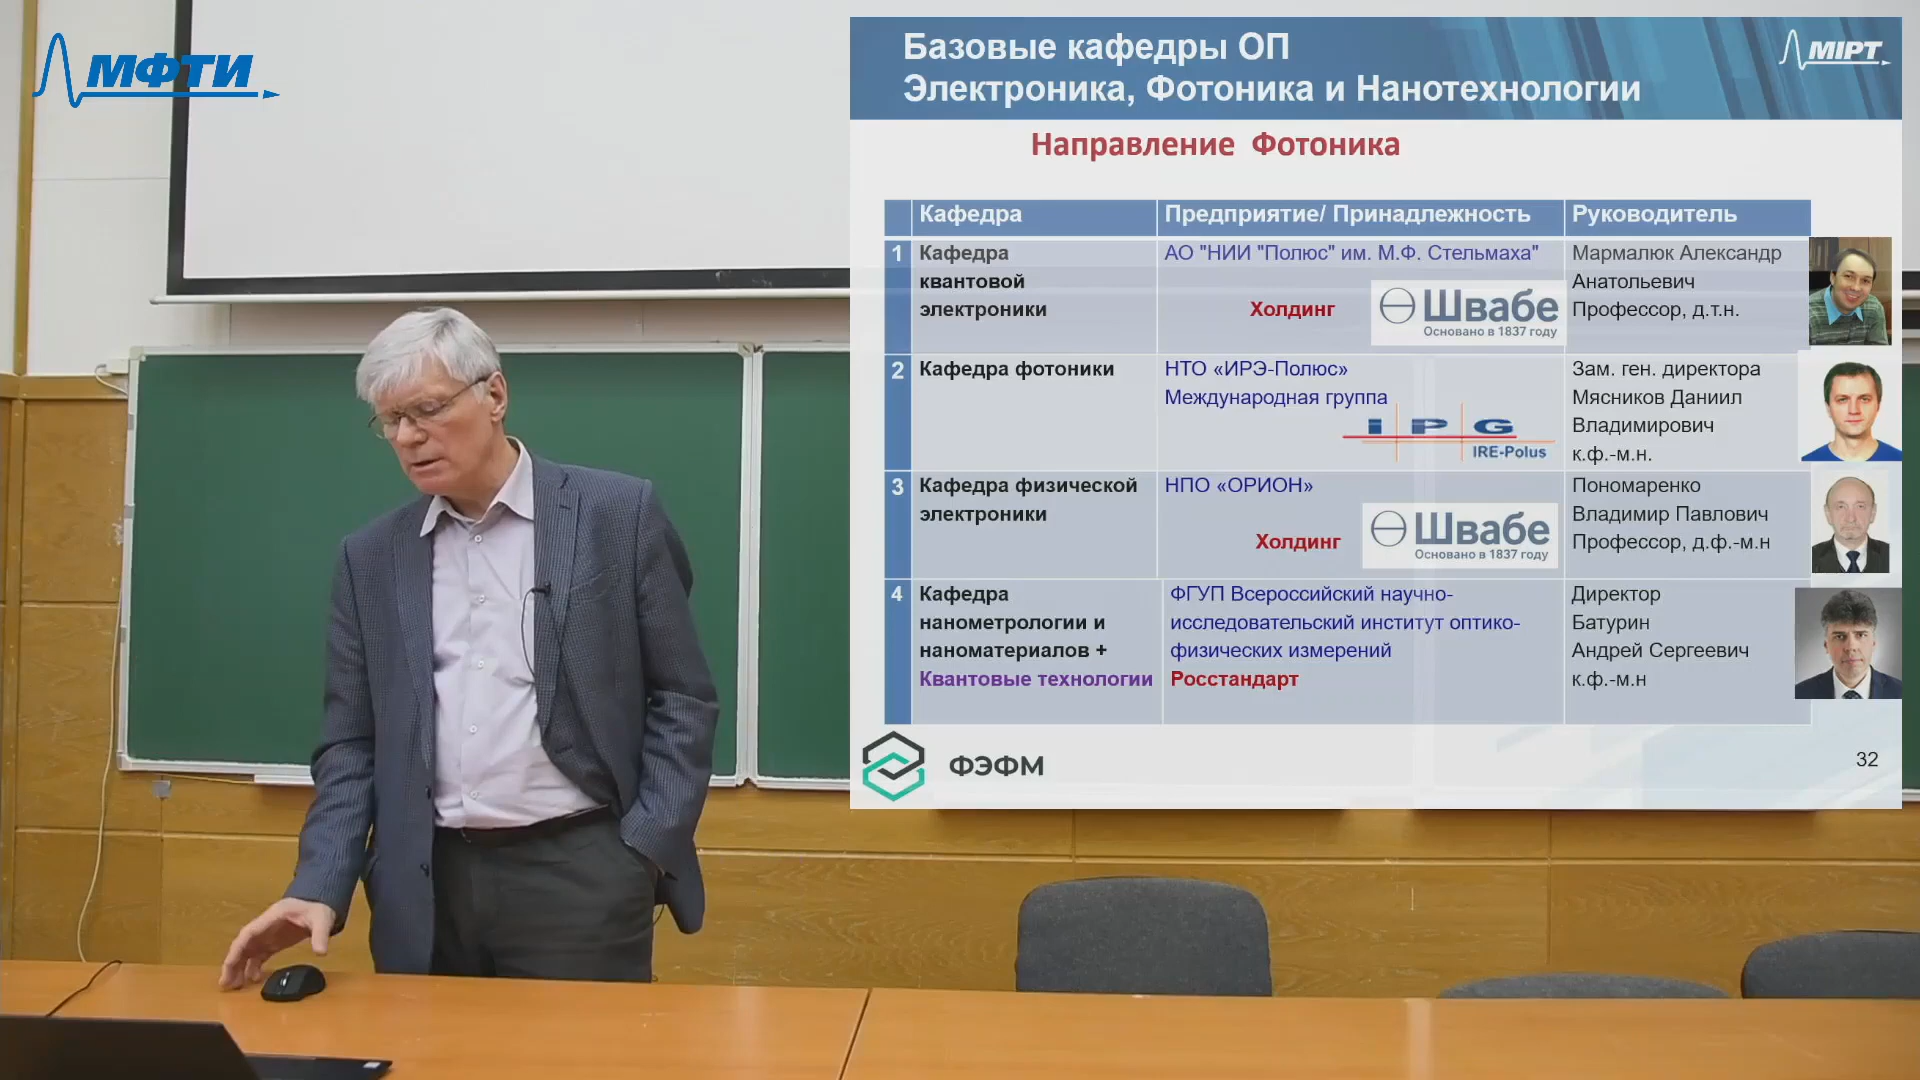 МФТИ
Базовые кафедры ОП
Электроника, Фотоника и Нанотехнологии
MIPT
Направление Фотоника
Кафедра
Предприятие/ Принадлежность
Руководитель
1
Кафедра
квантовой
электроники
АО "НИИ "Полюс" им. М.Ф. Стельмаха"
Холдинг
Швабе
Основано в 1837 году
Мармалюк Александр
Анатольевич
Профессор, д.т.н.
2
Кафедра фотоники
НТО «ИРЭ-Полюс»
Международная группа
IPG
IRE-Polus
Зам. ген. директора
Мясников Даниил
Владимирович
к.ф.-м.н.
3
Кафедра физической
электроники
НПО «ОРИОН»
Холдинг
Швабе
Основано в 1837 году
Пономаренко
Владимир Павлович
Профессор, д.ф.-м.н
4
Кафедра
нанометрологии и
наноматериалов +
Квантовые технологии
ФГУП Всероссийский научно-
исследовательский институт оптико-
физических измерений
Росстандарт
Директор
Батурин
Андрей Сергеевич
к.ф.-м.н
ФЭФМ
32